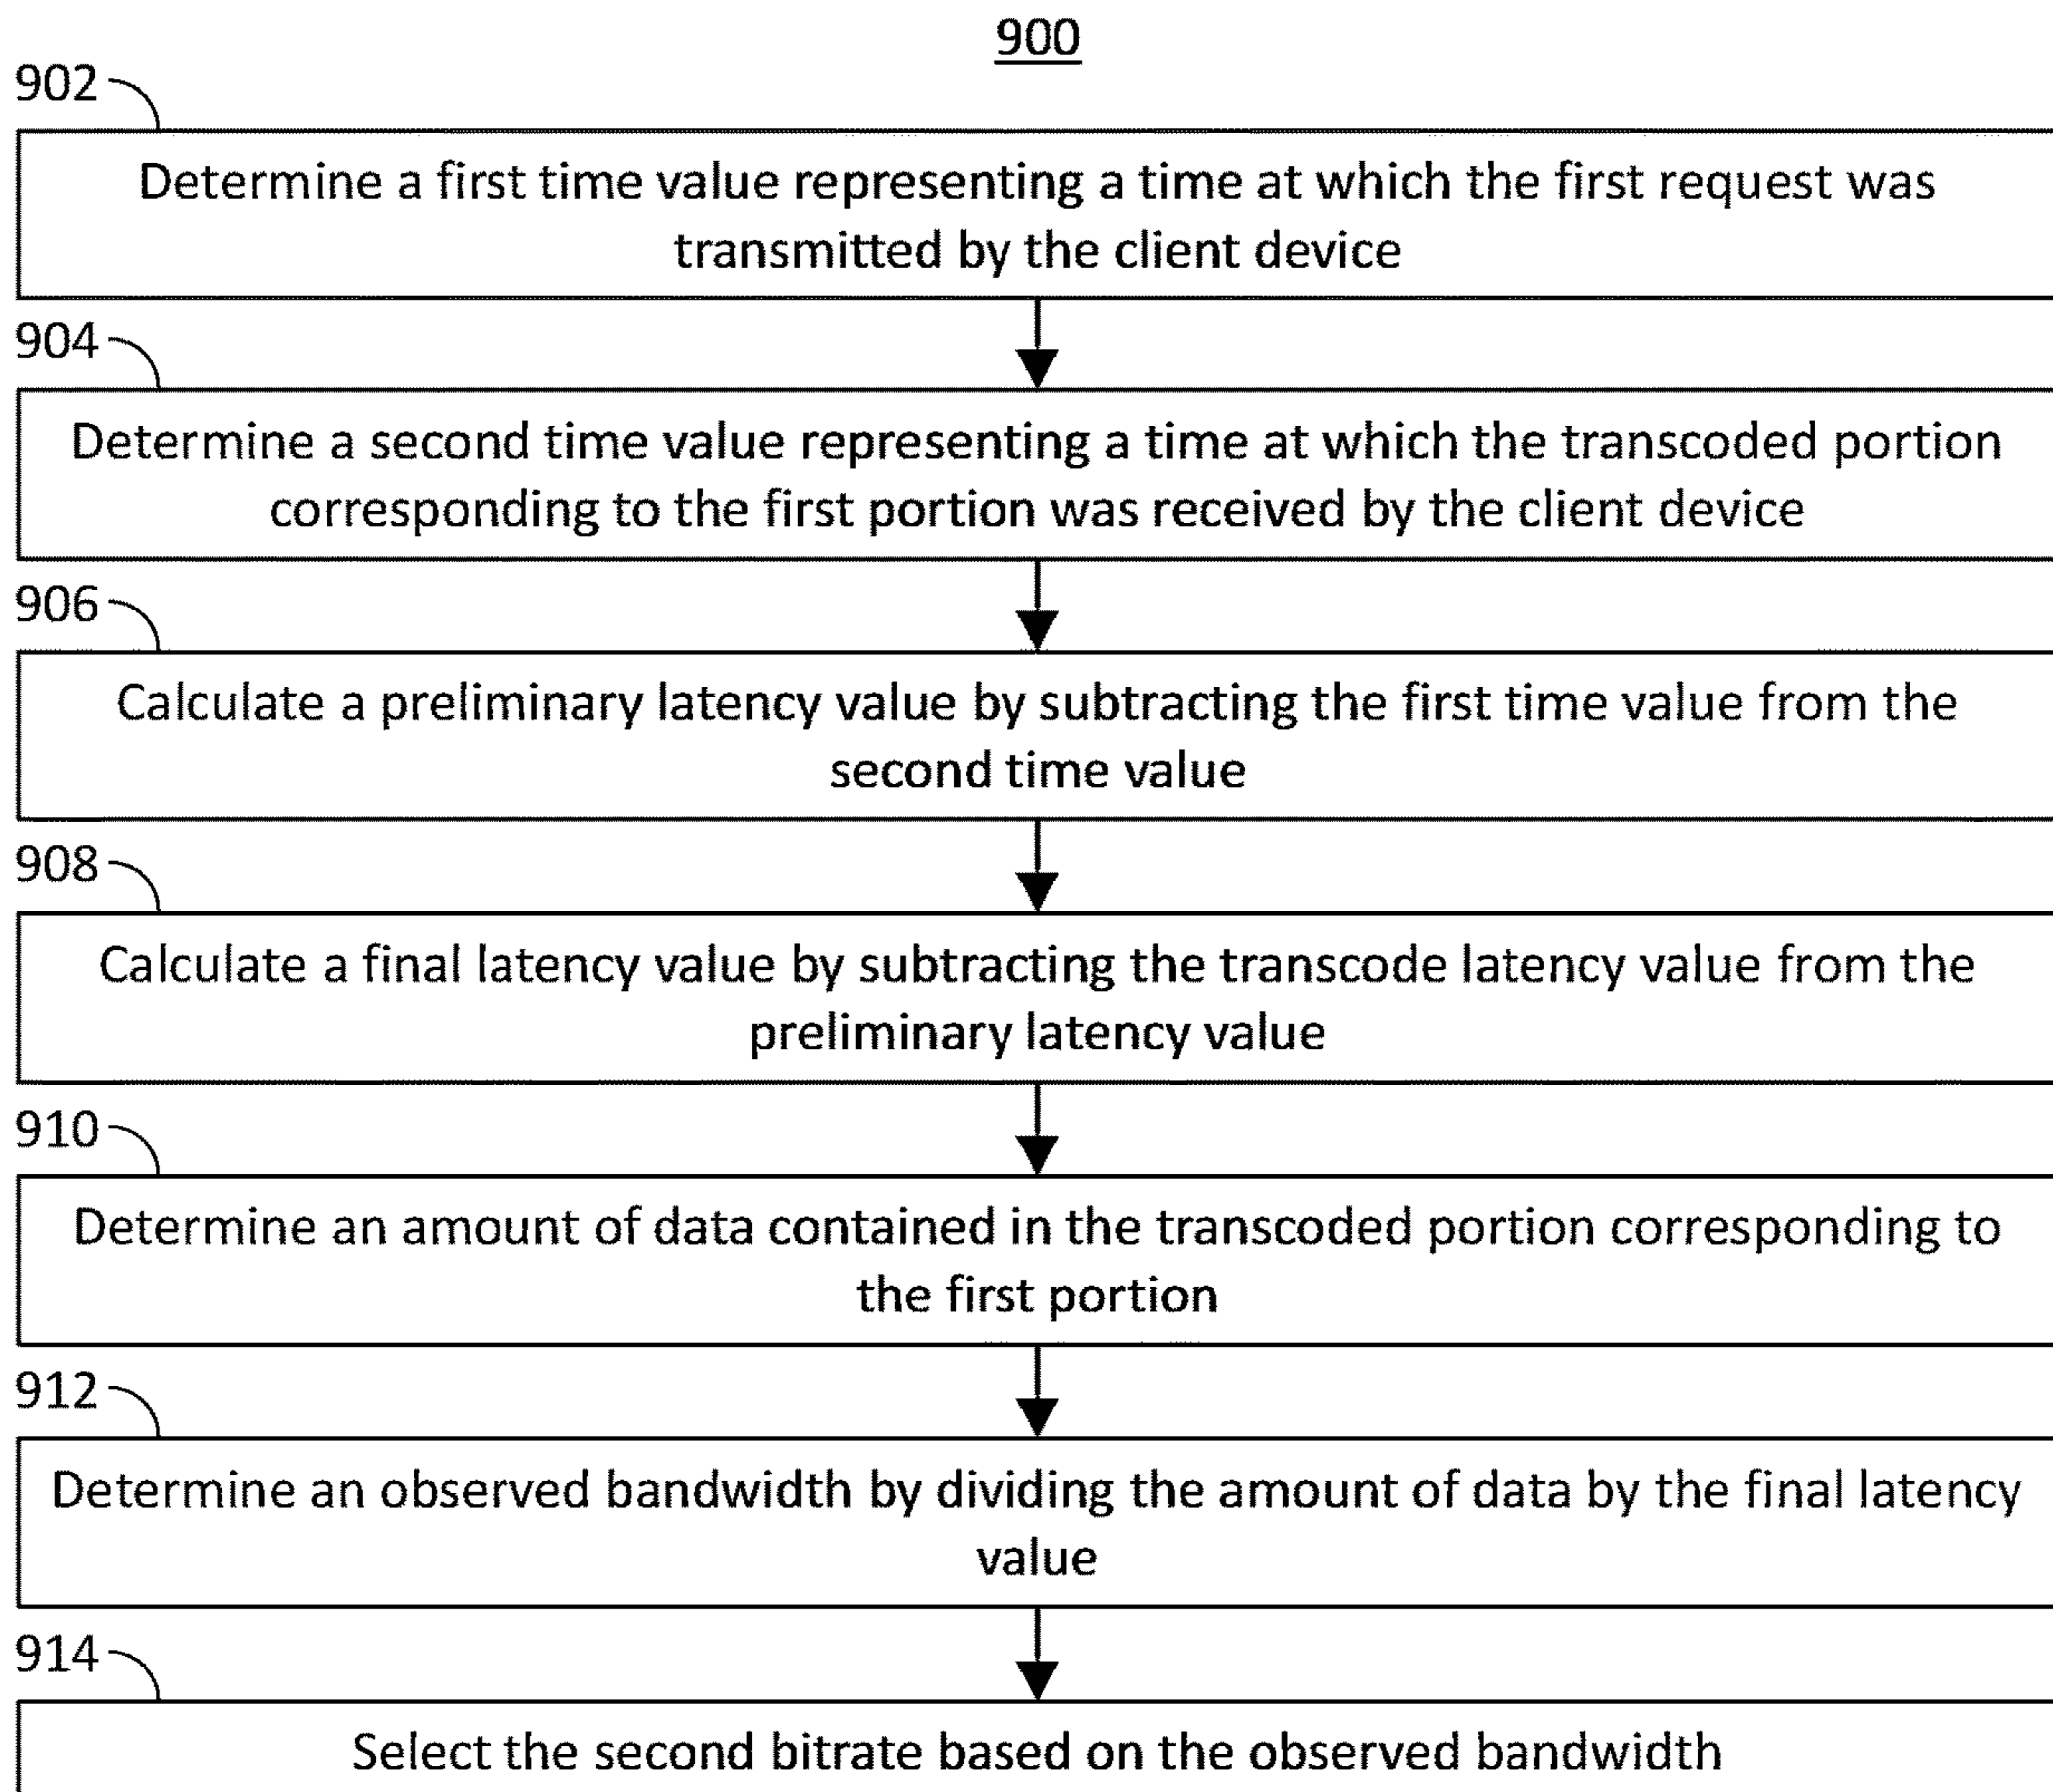 900
902
Determine a first time value representing a time at which the first request was
transmitted by the client device
904
Determine a second time value representing a time at which the transcoded portion
corresponding to the first portion was received by the client device
906
Calculate a preliminary latency value by subtracting the first time value from the
second time value
908
Calculate a final latency value by subtracting the transcode latency value from the
preliminary latency value
910
Determine an amount of data contained in the transcoded portion corresponding to
the first portion
912
Determine an observed bandwidth by dividing the amount of data by the final latency
value
914
Select the second bitrate based on the observed bandwidth